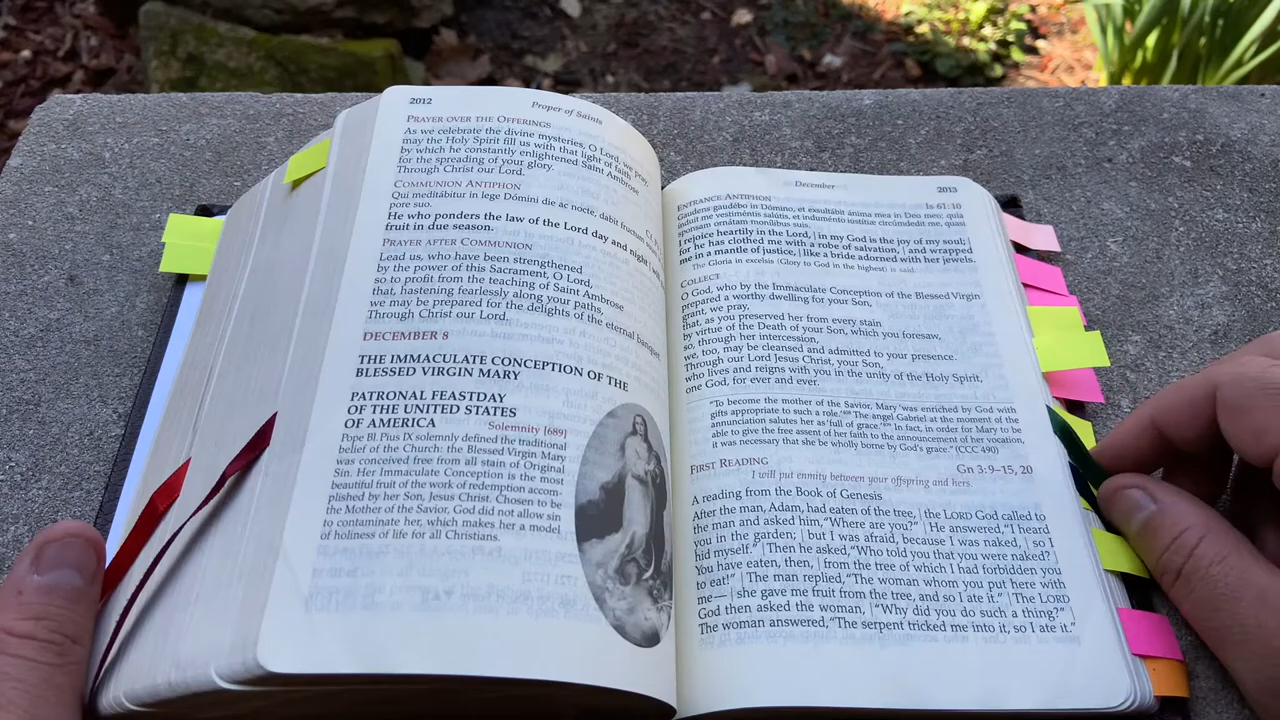 2012
Proper of Saints
PRAYER OVER THE OFFERINGS
As we celebrate the divine mysteries, O Lord, we pray,
may the Holy Spirit fill us with that light of faith
by which he constantly enlightened Saint Ambrose
for the spreading of your glory.
Through Christ our Lord.
COMMUNION ANTIPHON
Qui meditábitur in lege Dómini die ac nocte, dabit fructum
pore suo.
He who ponders the law of the Lord day and night |
fruit in due season.
PRAYER AFTER COMMUNION
Lead us, who have been strengthened
by the power of this Sacrament, O Lord,
so to profit from the teaching of Saint Ambrose
that, hastening fearlessly along your paths,
we may be prepared for the delights of the eternal banquet.
Through Christ our Lord.
DECEMBER 8
THE IMMACULATE CONCEPTION OF THE
BLESSED VIRGIN MARY
PATRONAL FEASTDAY
OF THE UNITED STATES
OF AMERICA
Solemnity [689]
Pope Bl. Pius IX solemnly defined the traditional
belief of the Church: the Blessed Virgin Mary
was conceived free from all stain of Original
Sin. Her Immaculate Conception is the most
beautiful fruit of the work of redemption accom-
plished by her Son, Jesus Christ. Chosen to be
the Mother of the Savior, God did not allow sin
to contaminate her, which makes her a model
of holiness of life for all Christians.
December
2013
ENTRANCE ANTIPHON
Is 61:10
Gaudens gaudébo in Dómino, et exsultábit ánima mea in Deo meo; quia
índuit me vestiméntis salútis, et induménto iustítiæ circúmdedit me, quasi
sponsam ornátam monílibus suis.
I rejoice heartily in the Lord, | in my God is the joy of my soul; |
for he has clothed me with a robe of salvation, | and wrapped
me in a mantle of justice, | like a bride adorned with her jewels.
The Gloria in excelsis (Glory to God in the highest) is said.
COLLECT
O God, who by the Immaculate Conception of the Blessed Virgin
prepared a worthy dwelling for your Son,
grant, we pray,
that, as you preserved her from every stain
by virtue of the Death of your Son, which you foresaw,
so, through her intercession,
we, too, may be cleansed and admitted to your presence.
Through our Lord Jesus Christ, your Son,
who lives and reigns with you in the unity of the Holy Spirit,
one God, for ever and ever.
"To become the mother of the Savior, Mary 'was enriched by God with
gifts appropriate to such a role.' The angel Gabriel at the moment of the
annunciation salutes her as 'full of grace.' In fact, in order for Mary to be
able to give the free assent of her faith to the announcement of her vocation,
it was necessary that she be wholly borne by God's grace." (CCC 490)
FIRST READING
Gn 3:9–15, 20
I will put enmity between your offspring and hers.
A reading from the Book of Genesis
After the man, Adam, had eaten of the tree, | the LORD God called to
the man and asked him, "Where are you?" | He answered, "I heard
you in the garden; | but I was afraid, because I was naked, | so I
hid myself." | Then he asked, "Who told you that you were naked?
You have eaten, then, | from the tree of which I had forbidden you
to eat!" | The man replied, "The woman whom you put here with
me— | she gave me fruit from the tree, and so I ate it." | The LORD
God then asked the woman, | "Why did you do such a thing?" |
The woman answered, "The serpent tricked me into it, so I ate it."